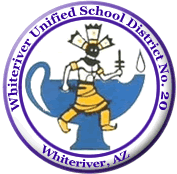 Whiteriver Unified School District No. 20
Whiteriver, AZ